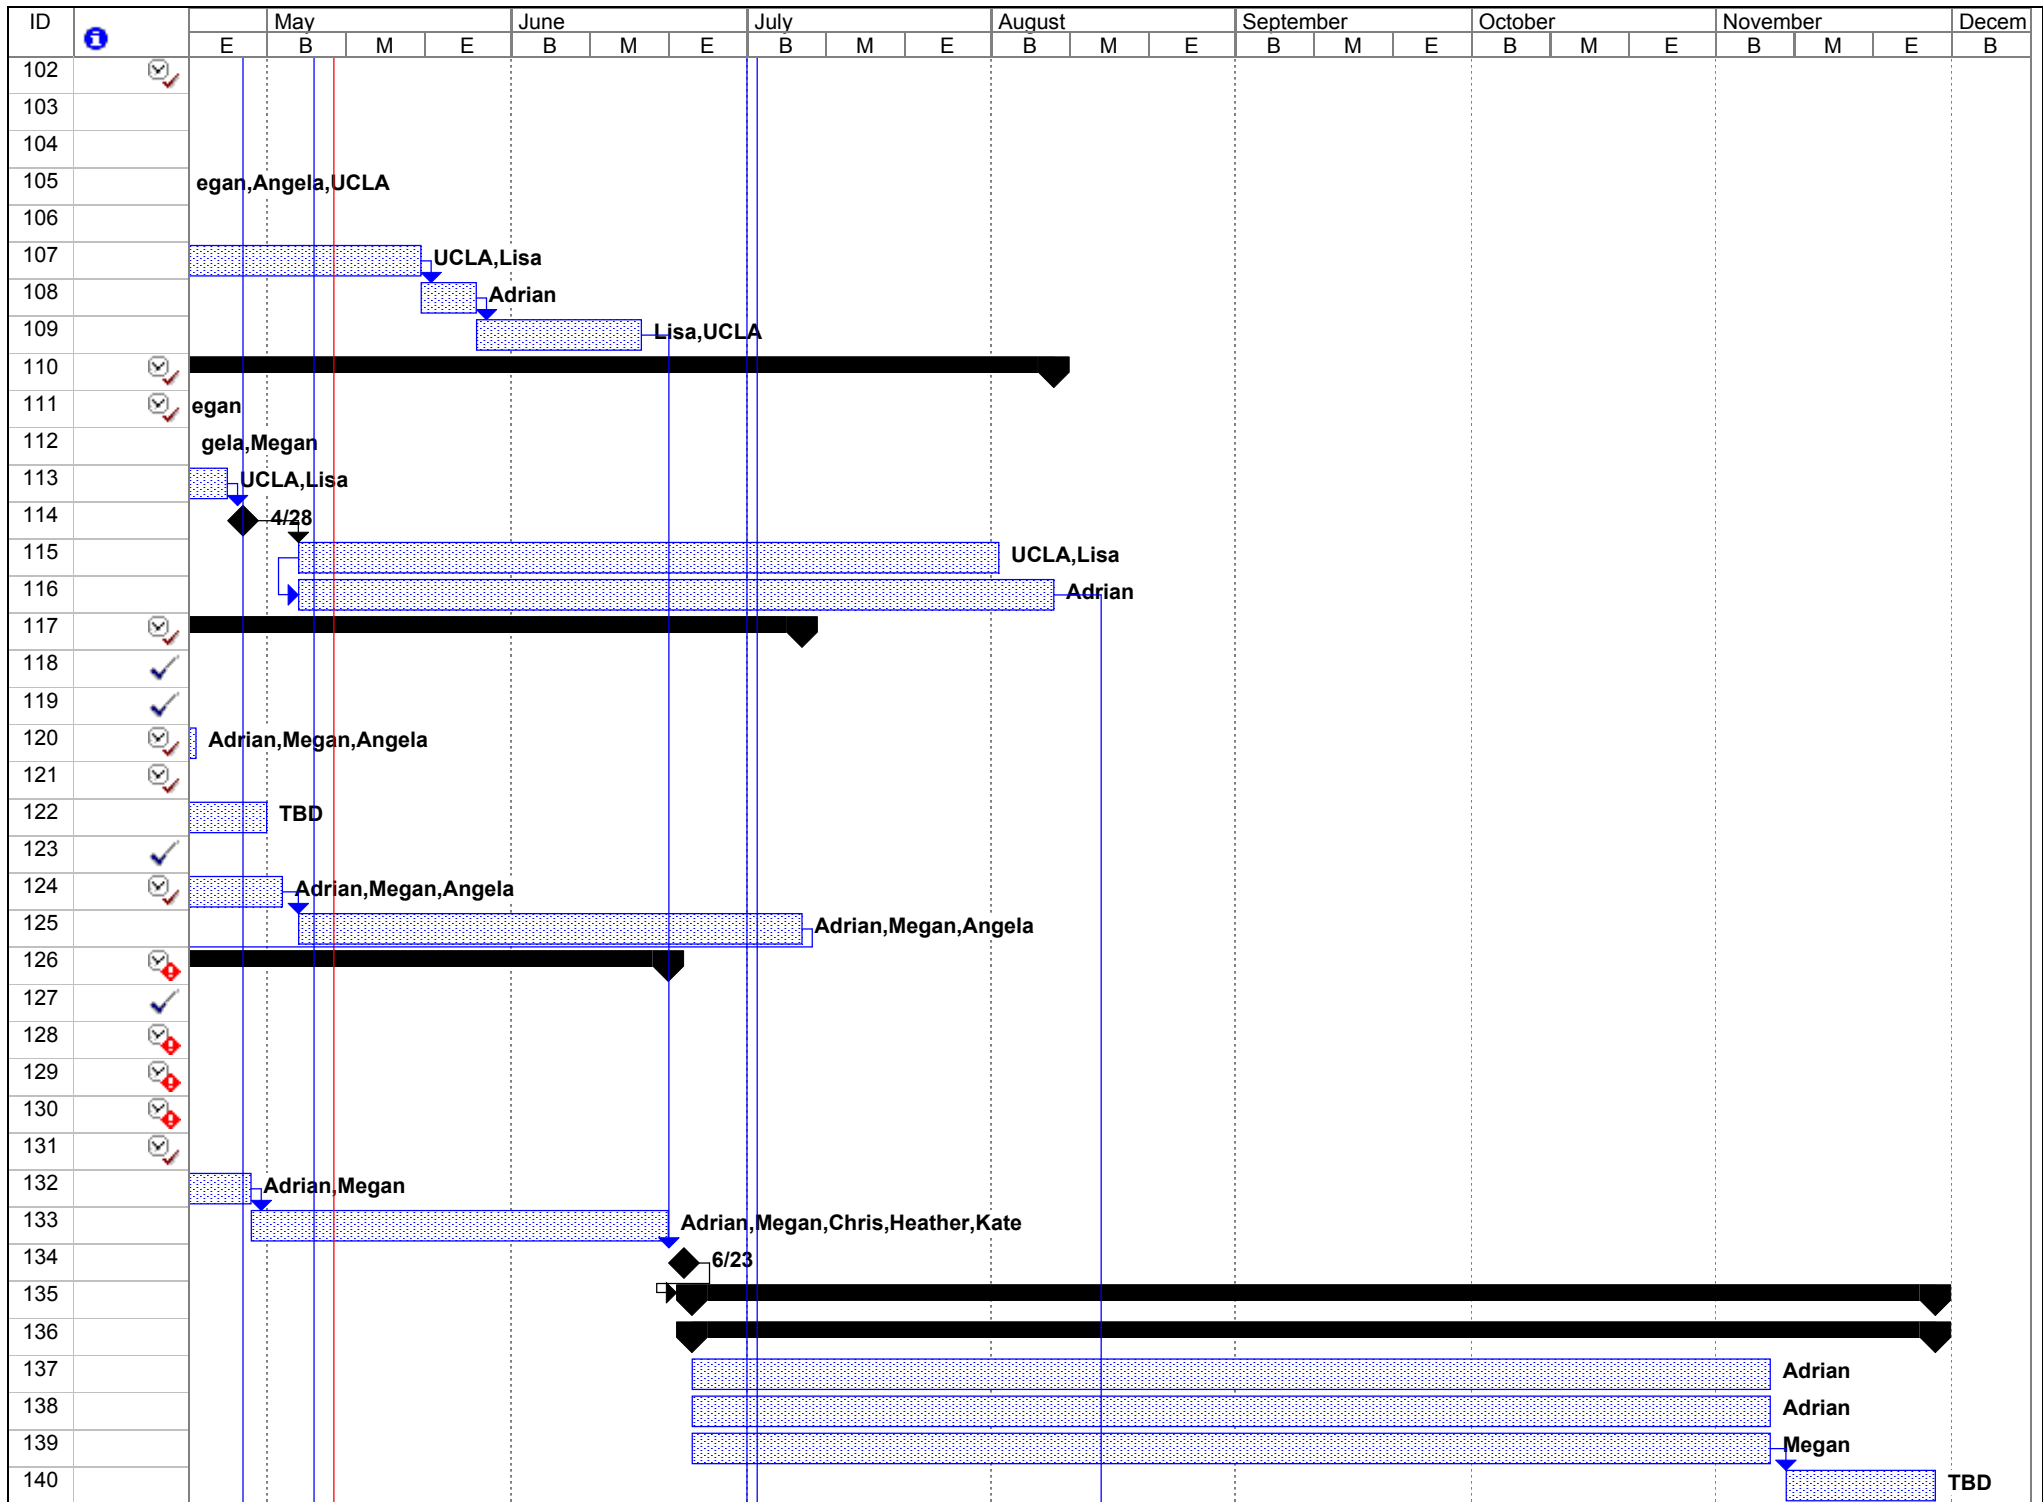 ID May June July August September October November Decem
E B M E B M E B M E B M E B M E B M E B M E B
102
103
104
105 egan,Angela,UCLA
106
107 UCLA,Lisa
108 Adrian
109 Lisa,UCLA
110
111 egan
112 gela,Megan
113 UCLA,Lisa
114 4/28
115 UCLA,Lisa
116 Adrian
117
118
119
120 Adrian,Megan,Angela
121
122 TBD
123
124 Adrian,Megan,Angela
125 Adrian,Megan,Angela
126
127
128
129
130
131
132 Adrian,Megan
133 Adrian,Megan,Chris,Heather,Kate
134 6/23
135
136
137 Adrian
138 Adrian
139 Megan
140 TBD